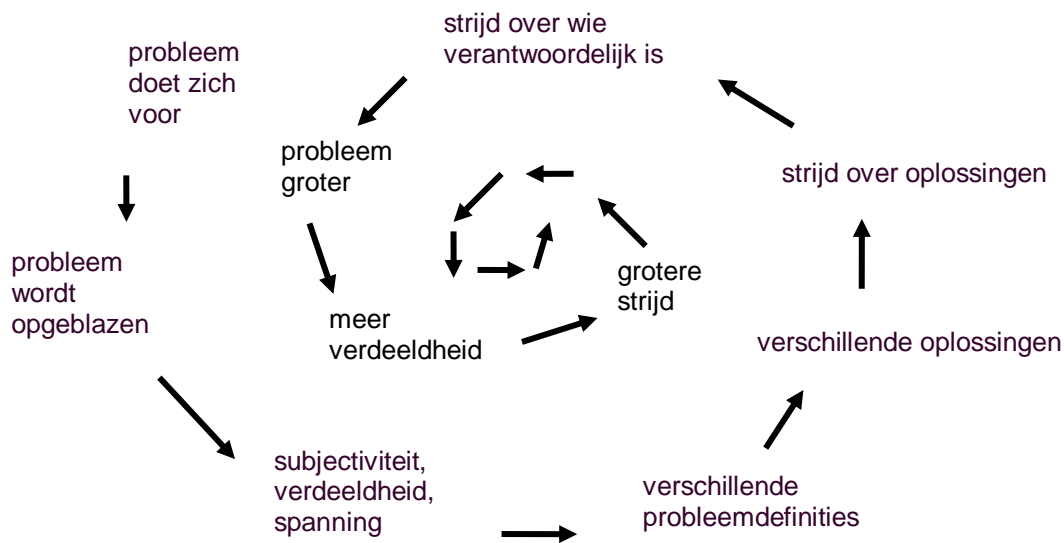 probleem
doet zich
voor
probleem
wordt
opgeblazen
subjectiviteit,
verdeeldheid,
spanning
verschillende
probleemdefinities
verschillende oplossingen
strijd over oplossingen
strijd over wie
verantwoordelijk is
probleem
groter
meer
verdeeldheid
grotere
strijd